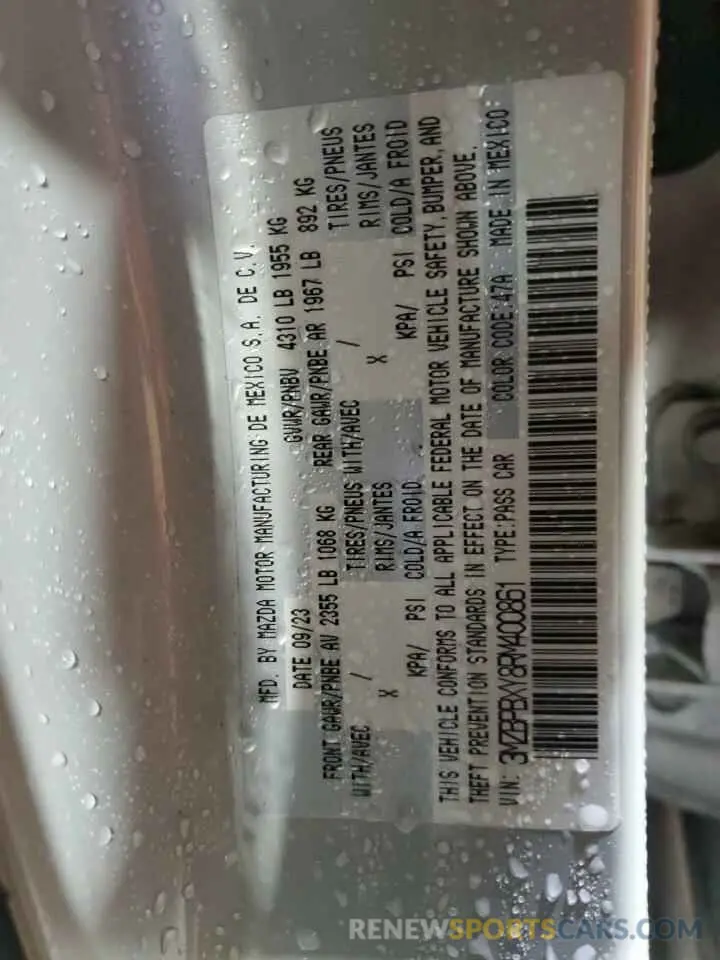 MFD. BY MAZDA MOTOR MANUFACTURING DE MEXICO S.A. DE C.V.
DATE 09/23 GVWR/PNBV 4310 LB 1955 KG
FRONT GAWR/PNBE AV 2355 LB 1068 KG REAR GAWR/PNBE AR 1967 LB 892 KG
WITH/AVEC / TIRES/PNEUS WITH/AVEC / TIRES/PNEUS
X RIMS/JANTES X RIMS/JANTES
KPA/ PSI COLD/A FROID KPA/ PSI COLD/A FROID
THIS VEHICLE CONFORMS TO ALL APPLICABLE FEDERAL MOTOR VEHICLE SAFETY, BUMPER, AND
THEFT PREVENTION STANDARDS IN EFFECT ON THE DATE OF MANUFACTURE SHOWN ABOVE.
VIN: 3MZBPBXY8RM400861 TYPE:PASS CAR COLOR CODE:47A MADE IN MEXICO
RENEWSPORTSCARS.COM